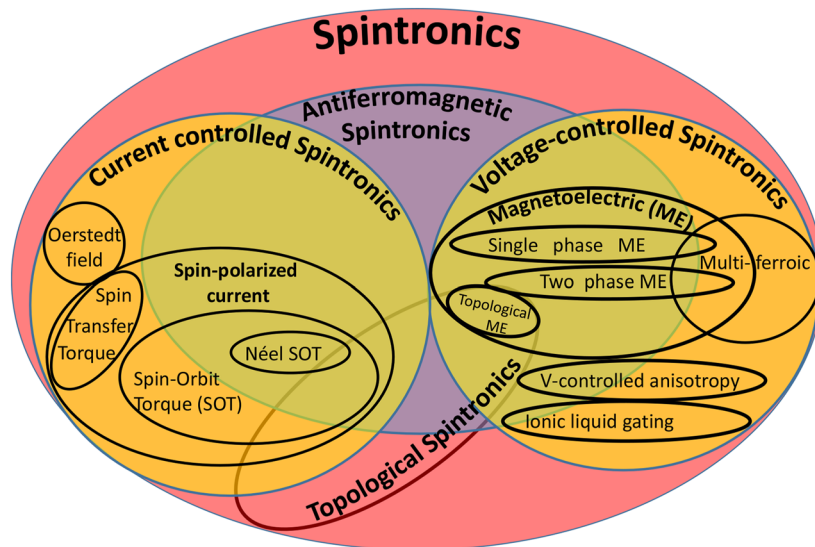 Spintronics
Antiferromagnetic
Spintronics
Current controlled Spintronics
Voltage-controlled Spintronics
Oerstedt
field
Spin-polarized
current
Spin
Transfer
Torque
Néel SOT
Spin-Orbit
Torque (SOT)
Magnetoelectric (ME)
Single phase ME
Multi-ferroic
Two phase ME
Topological
ME
V-controlled anisotropy
Ionic liquid gating
Topological Spintronics